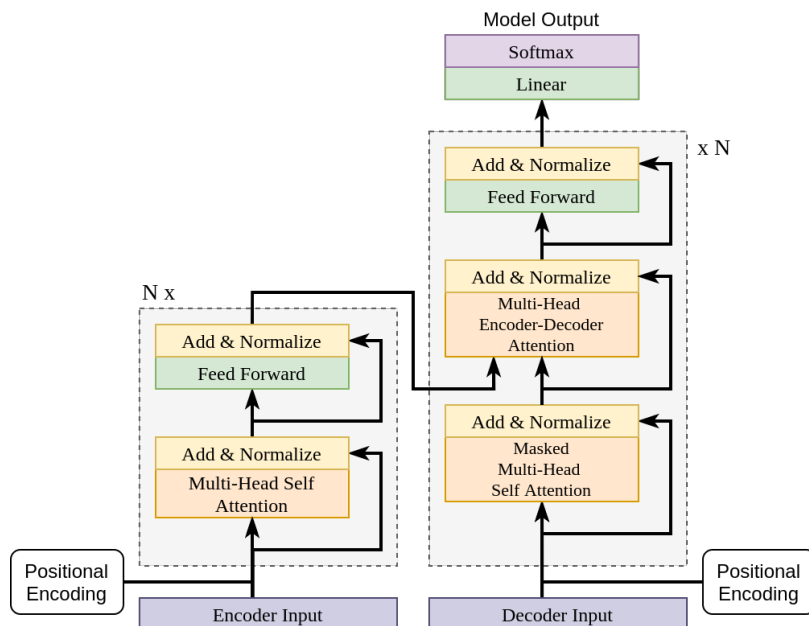 Model Output
Softmax
Linear
x N
Add & Normalize
Feed Forward
Add & Normalize
Multi-Head
Encoder-Decoder
Attention
Add & Normalize
Masked
Multi-Head
Self Attention
N x
Add & Normalize
Feed Forward
Add & Normalize
Multi-Head Self
Attention
Positional
Encoding
Encoder Input
Decoder Input
Positional
Encoding